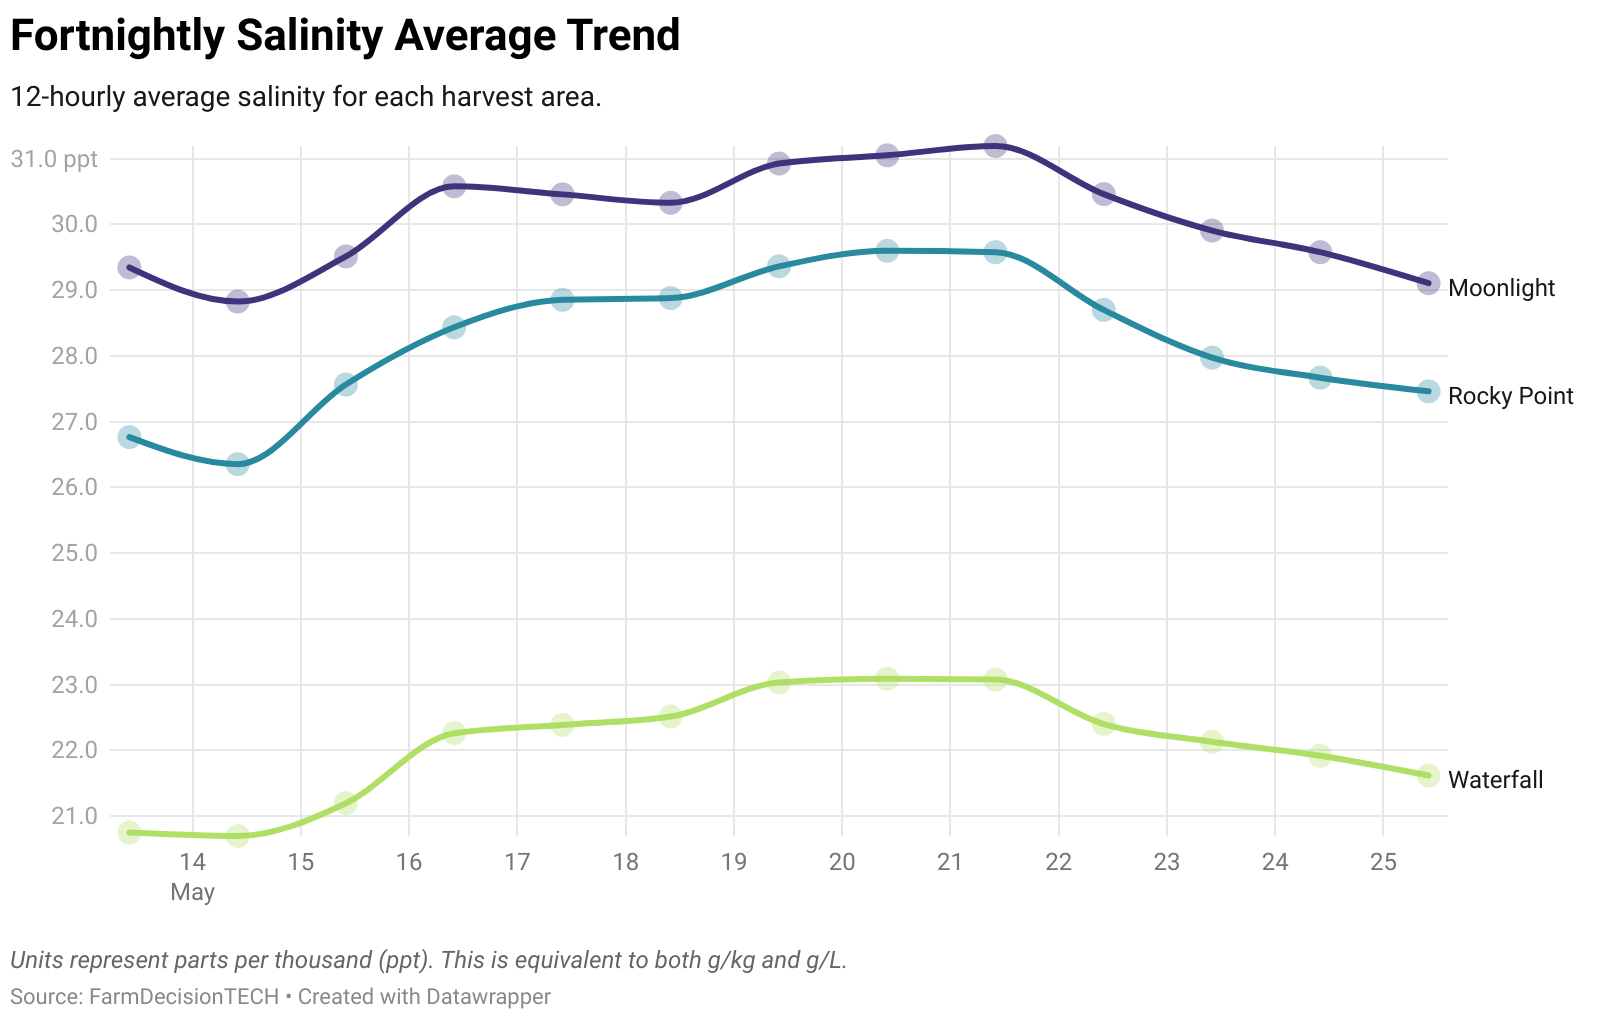 Fortnightly Salinity Average Trend
12-hourly average salinity for each harvest area.
31.0 ppt
30.0
29.0
Moonlight
28.0
Rocky Point
27.0
26.0
25.0
24.0
23.0
22.0
Waterfall
21.0
14 15 16 17 18 19 20 21 22 23 24 25
May
Units represent parts per thousand (ppt). This is equivalent to both g/kg and g/L.
Source: FarmDecisionTECH • Created with Datawrapper